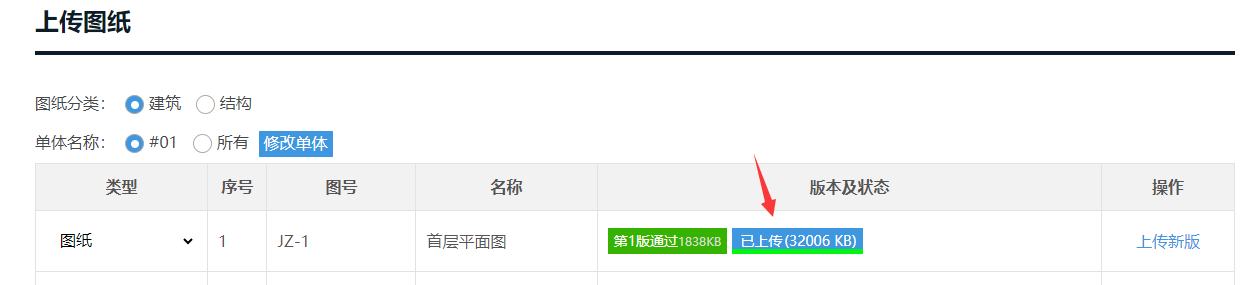 上传图纸
图纸分类： 建筑 结构
单体名称： #01 所有 修改单体
类型 序号 图号 名称 版本及状态 操作
图纸 1 JZ-1 首层平面图 第1版通过1838KB 已上传(32006 KB) 上传新版